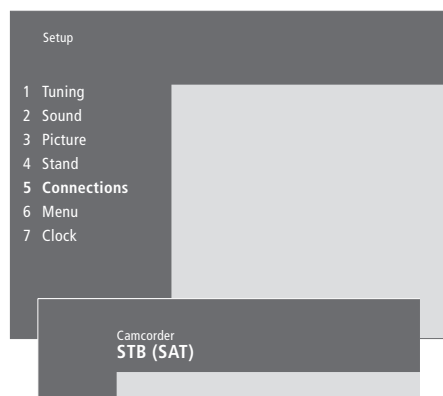 Setup
1 Tuning
2 Sound
3 Picture
4 Stand
5 Connections
6 Menu
7 Clock
Camcorder
STB (SAT)